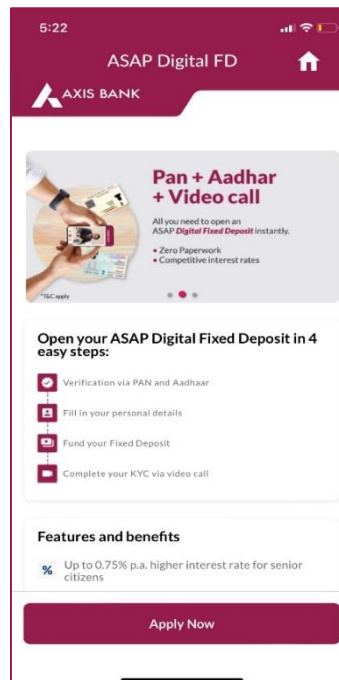 5:22
ASAP Digital FD
AXIS BANK
Pan + Aadhar
+ Video call
All you need to open an
ASAP Digital Fixed Deposit instantly.
• Zero Paperwork
• Competitive interest rates
*T&C apply
Open your ASAP Digital Fixed Deposit in 4
easy steps:
Verification via PAN and Aadhaar
Fill in your personal details
Fund your Fixed Deposit
Complete your KYC via video call
Features and benefits
% Up to 0.75% p.a. higher interest rate for senior
citizens
Apply Now